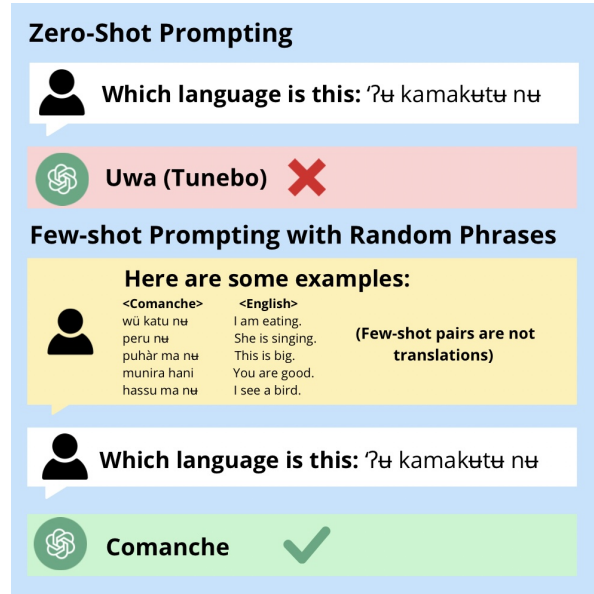 Zero-Shot Prompting
Which language is this: ‘ʔʉ kamakʉtʉ nʉ
Uwa (Tunebo)
Few-shot Prompting with Random Phrases
Here are some examples:
<Comanche> <English>
wü katu nʉ I am eating.
peru nʉ She is singing.
puhàr ma nʉ This is big.
munira hani You are good.
hassu ma nʉ I see a bird.
(Few-shot pairs are not
translations)
Which language is this: ‘ʔʉ kamakʉtʉ nʉ
Comanche